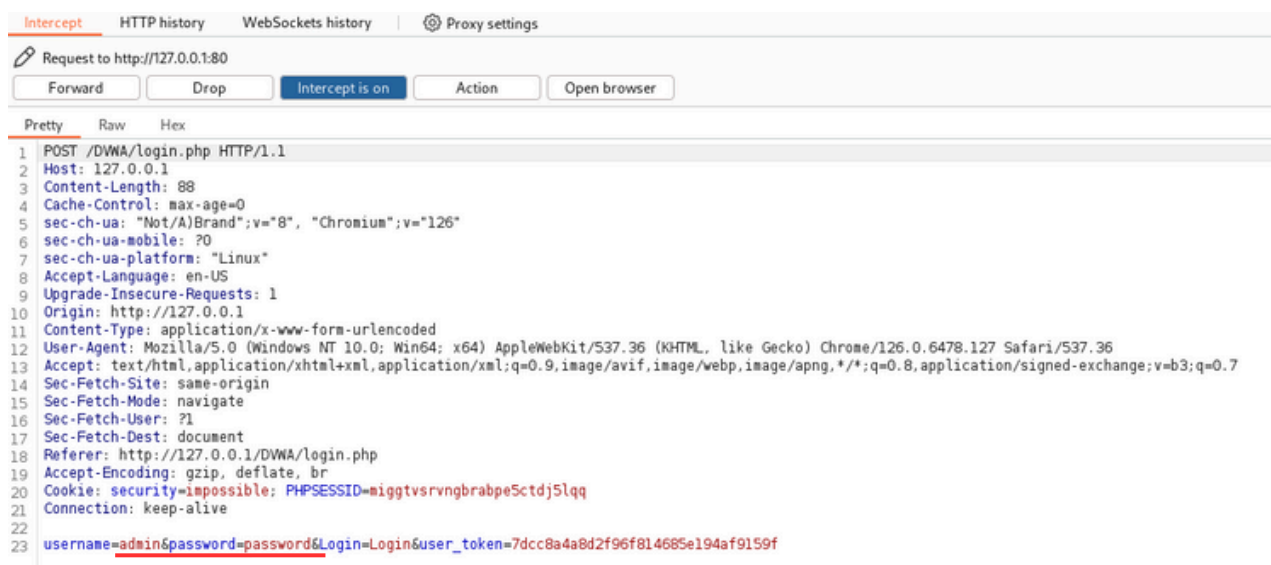 Intercept HTTP history WebSockets history Proxy settings
Request to http://127.0.0.1:80
Forward Drop Intercept is on Action Open browser
Pretty Raw Hex
1 POST /DVWA/login.php HTTP/1.1
2 Host: 127.0.0.1
3 Content-Length: 88
4 Cache-Control: max-age=0
5 sec-ch-ua: "Not/A)Brand";v="8", "Chromium";v="126"
6 sec-ch-ua-mobile: ?0
7 sec-ch-ua-platform: "Linux"
8 Accept-Language: en-US
9 Upgrade-Insecure-Requests: 1
10 Origin: http://127.0.0.1
11 Content-Type: application/x-www-form-urlencoded
12 User-Agent: Mozilla/5.0 (Windows NT 10.0; Win64; x64) AppleWebKit/537.36 (KHTML, like Gecko) Chrome/126.0.6478.127 Safari/537.36
13 Accept: text/html,application/xhtml+xml,application/xml;q=0.9,image/avif,image/webp,image/apng,*/*;q=0.8,application/signed-exchange;v=b3;q=0.7
14 Sec-Fetch-Site: same-origin
15 Sec-Fetch-Mode: navigate
16 Sec-Fetch-User: ?1
17 Sec-Fetch-Dest: document
18 Referer: http://127.0.0.1/DVWA/login.php
19 Accept-Encoding: gzip, deflate, br
20 Cookie: security=impossible; PHPSESSID=miggtvsrvngbrabpe5ctdj5lqq
21 Connection: keep-alive
22
23 username=admin&password=password&Login=Login&user_token=7dcc8a4a8d2f96f814685e194af9159f